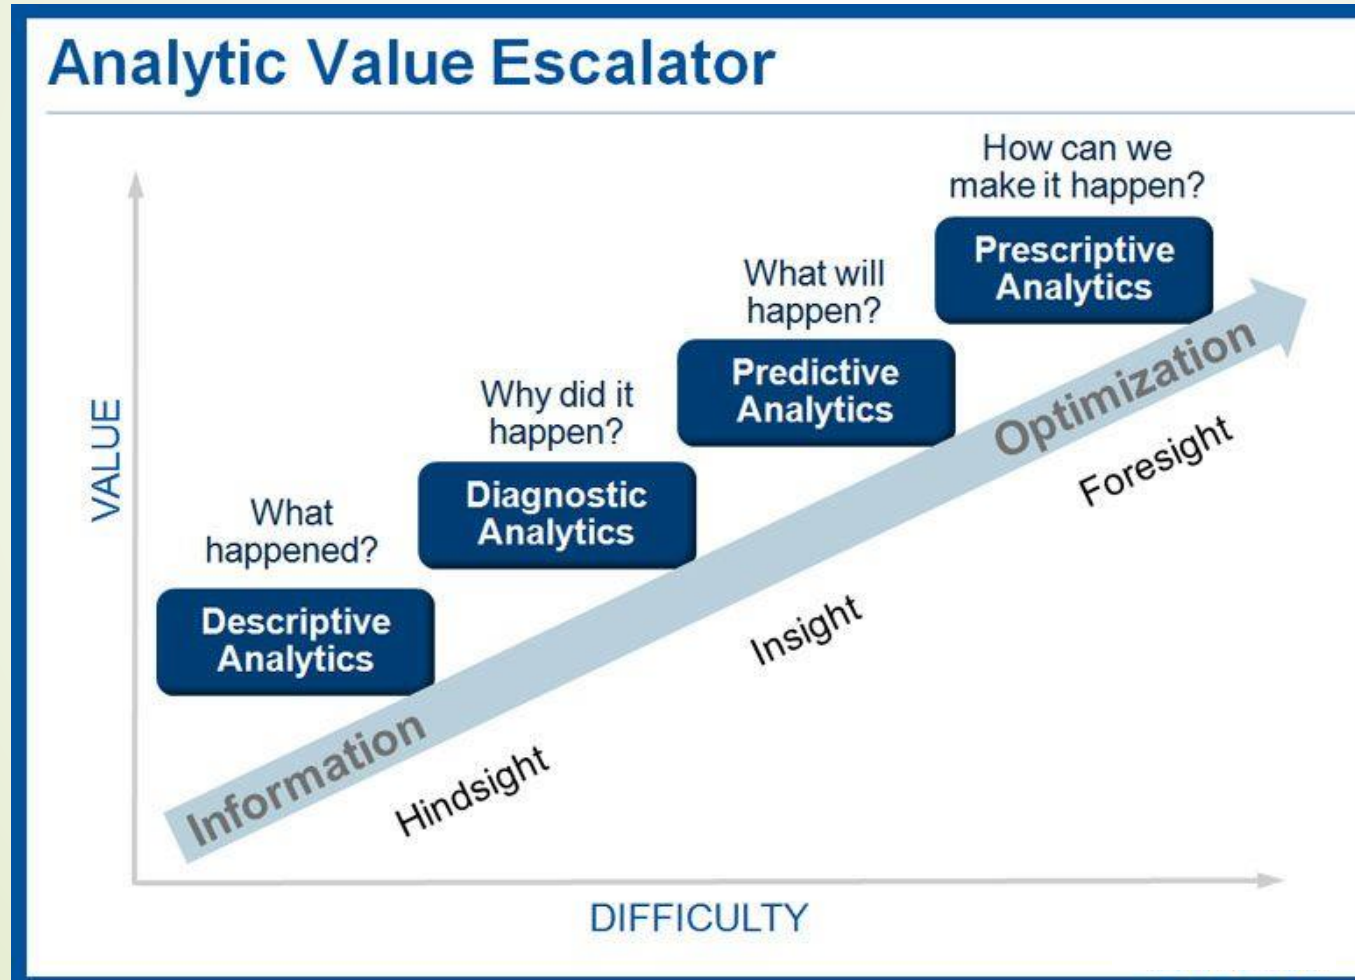 Analytic Value Escalator
How can we
make it happen?
Prescriptive
Analytics
What will
happen?
Predictive
Analytics
Why did it
happen?
Diagnostic
Analytics
What
happened?
Descriptive
Analytics
VALUE
Information
Optimization
Hindsight
Insight
Foresight
DIFFICULTY